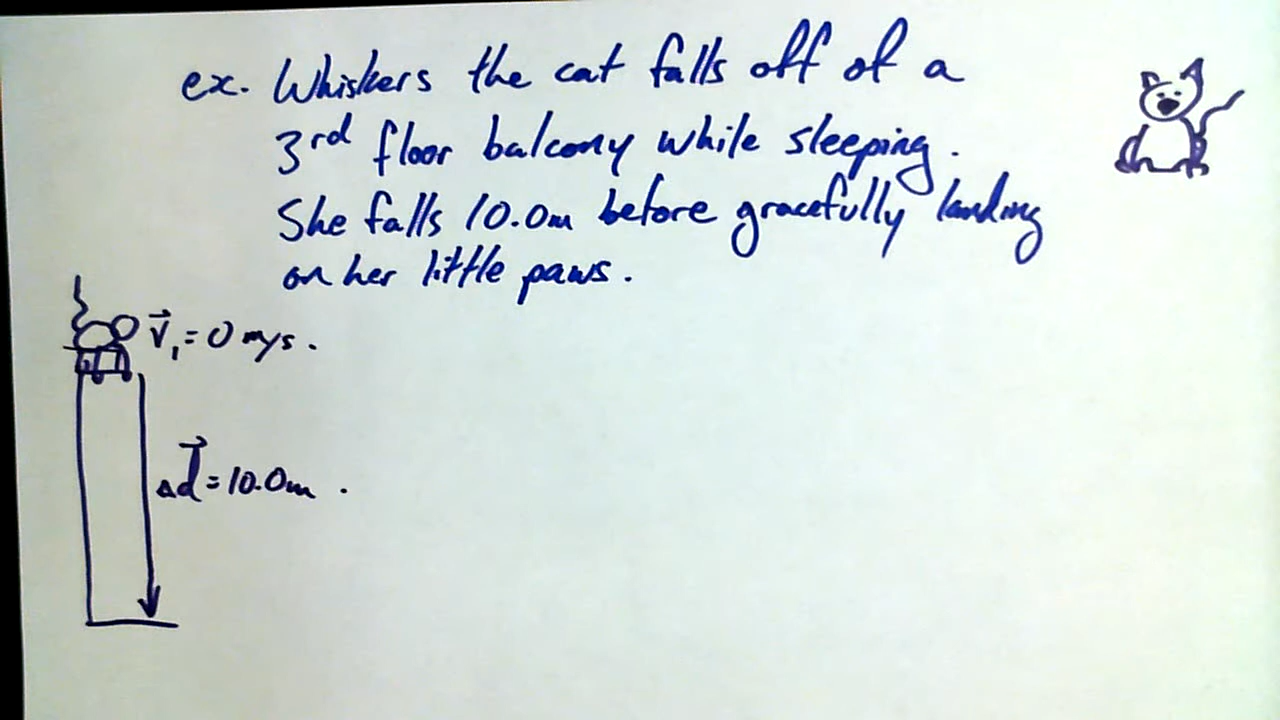 ex. Whiskers the cat falls off of a
3rd floor balcony while sleeping.
She falls 10.0m before gracefully landing
on her little paws.
v⃗₁ = 0 m/s.
Δd⃗ = 10.0m.